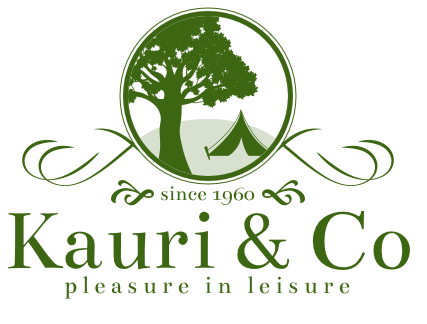 since 1960
Kauri & Co
pleasure in leisure